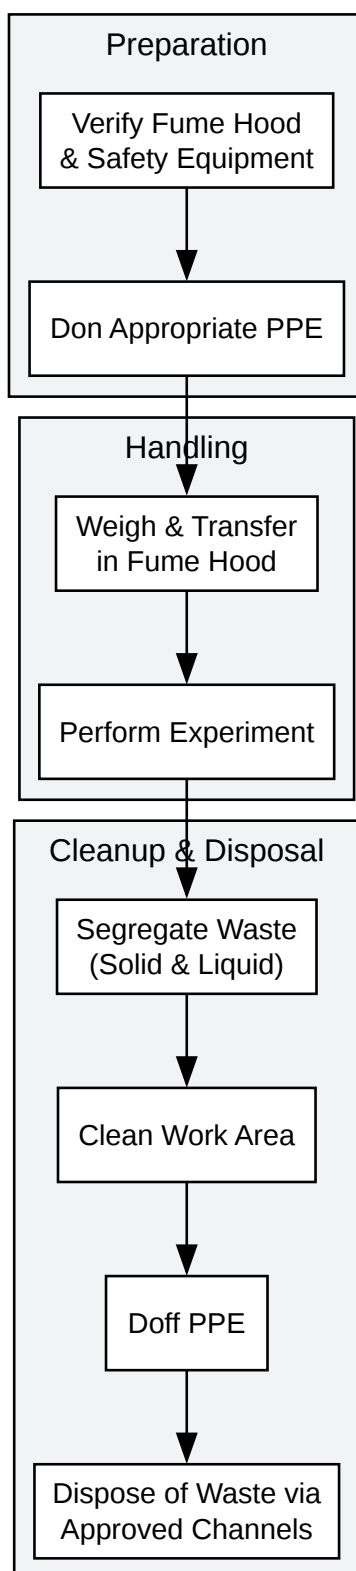 Preparation
Verify Fume Hood
& Safety Equipment
Don Appropriate PPE
Handling
Weigh & Transfer
in Fume Hood
Perform Experiment
Cleanup & Disposal
Segregate Waste
(Solid & Liquid)
Clean Work Area
Doff PPE
Dispose of Waste via
Approved Channels